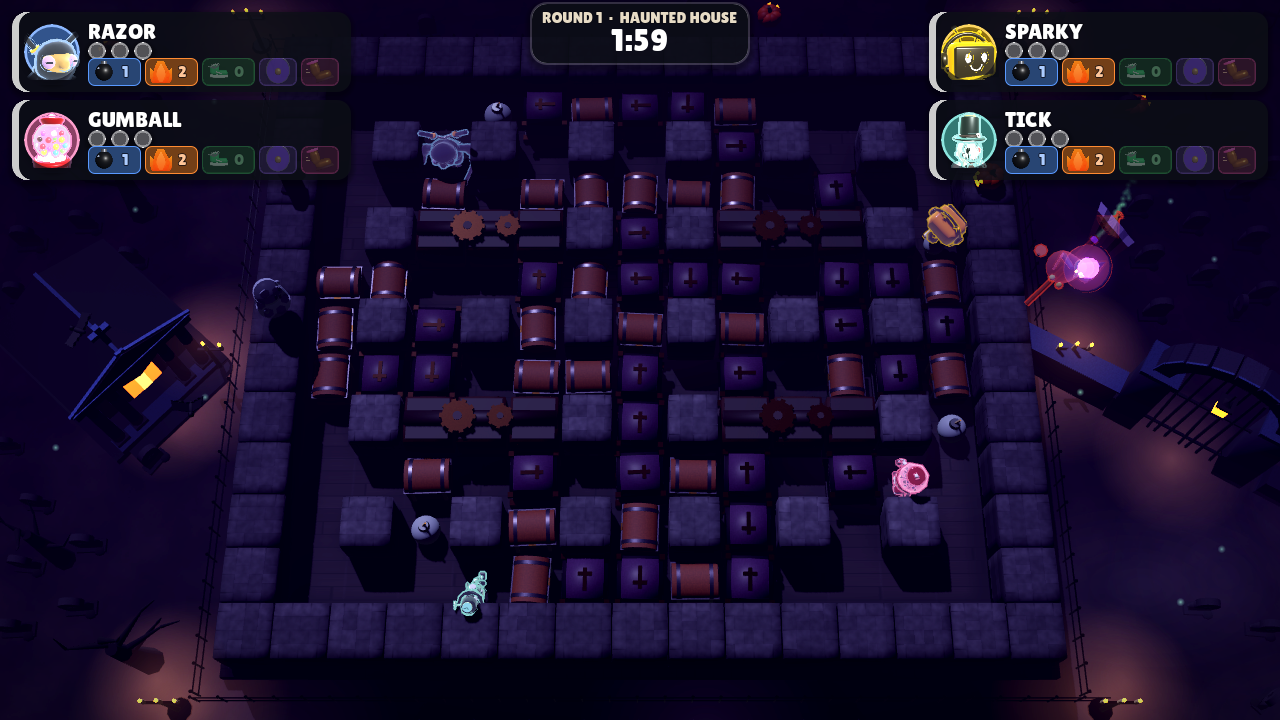 ROUND 1 · HAUNTED HOUSE
1:59
RAZOR
1 2 0
GUMBALL
1 2 0
SPARKY
1 2 0
TICK
1 2 0